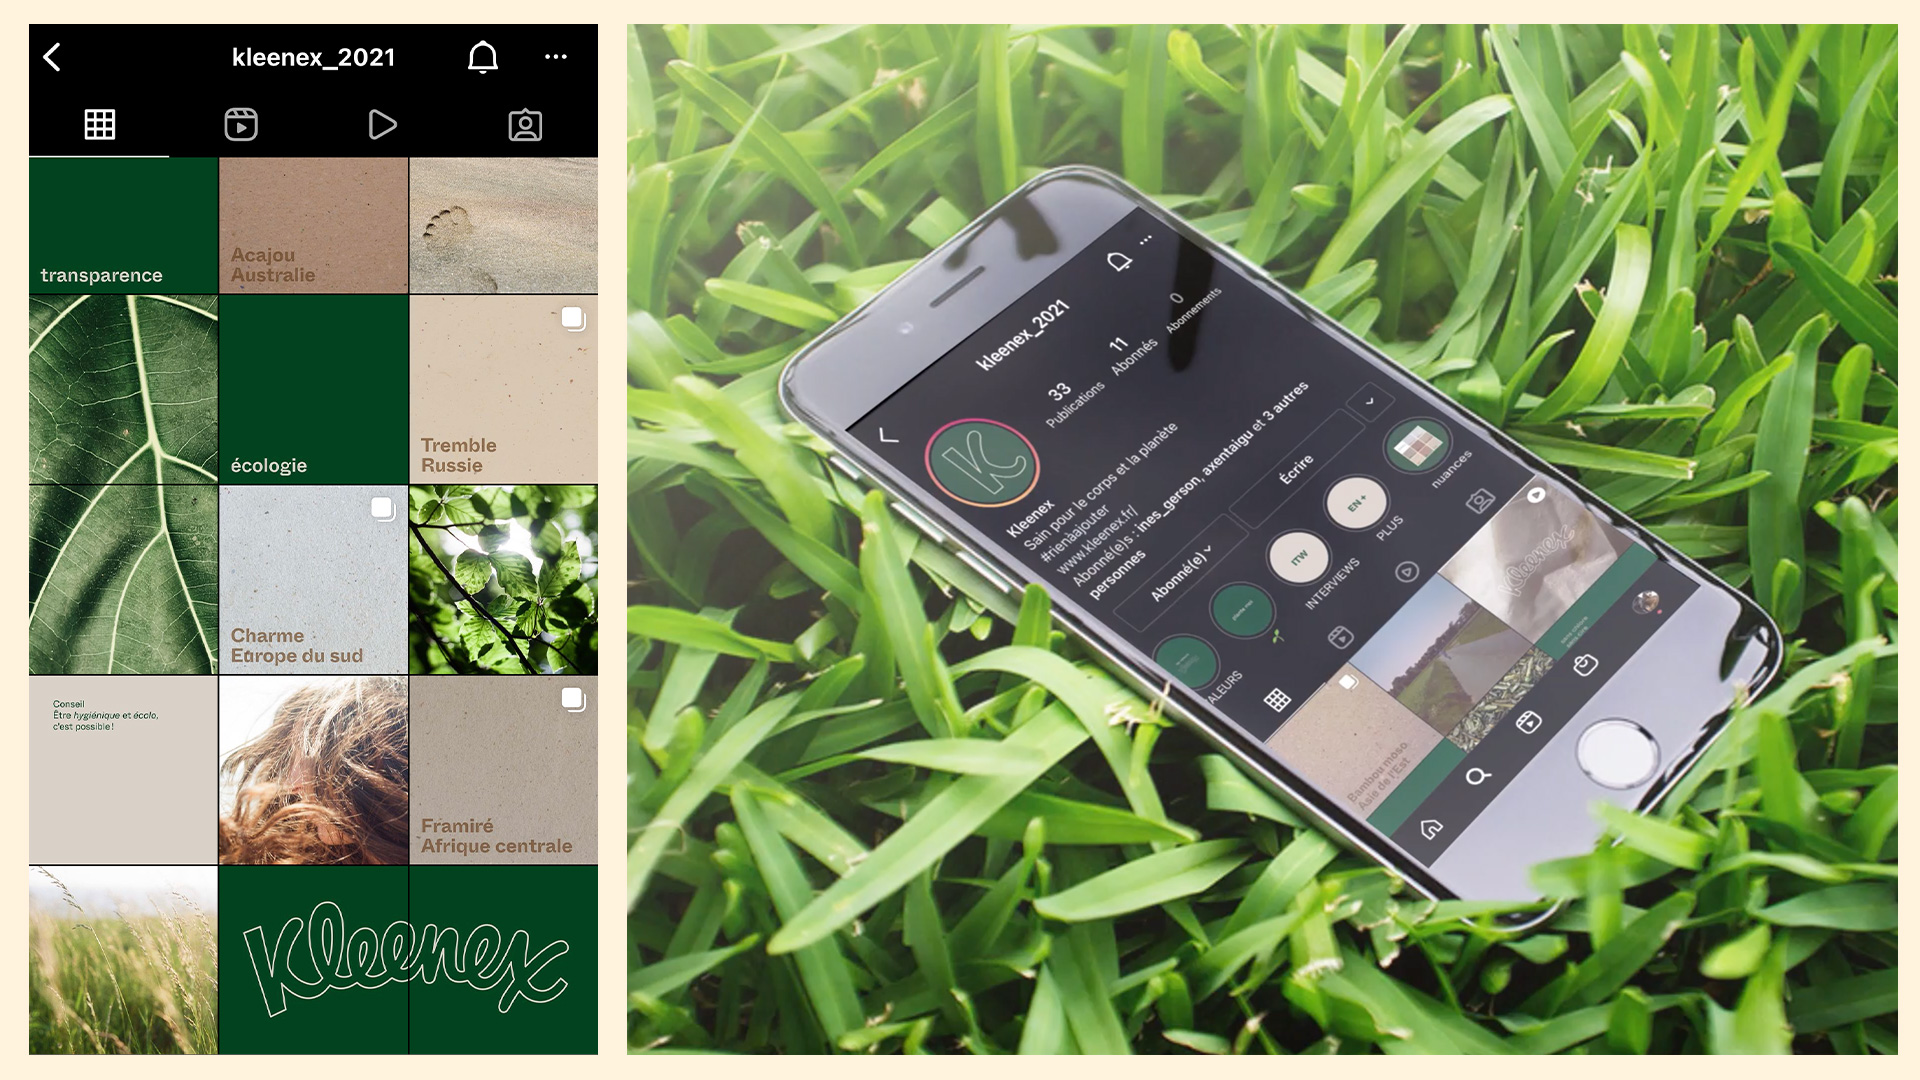 kleenex_2021
transparence
Acajou
Australie
écologie
Tremble
Russie
Charme
Europe du sud
Conseil
Être hygiénique et écolo,
c'est possible!
Framiré
Afrique centrale
Kleenex
kleenex_2021
33
Publications
11
Abonnés
0
Abonnements
K
Kleenex
Sain pour le corps et la planète
#rienàajouter
www.kleenex.fr/
Abonné(e)s : ines_gerson, axentaigu et 3 autres
personnes
Abonné(e)
Écrire
ALEURS
ITW
INTERVIEWS
EN+
PLUS
nuances
Kleenex
Bambou moso
Asie de l'Est